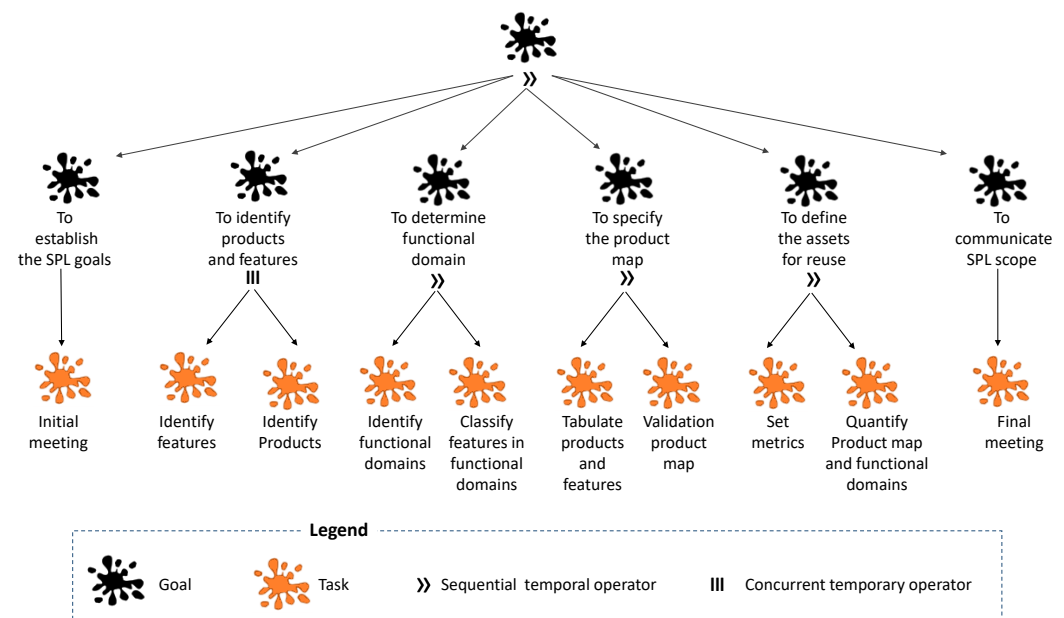 »
To
establish
the SPL goals
To identify
products
and features
To determine
functional
domain
To specify
the product
map
To define
the assets
for reuse
To
communicate
SPL scope
III
»
»
»
Initial
meeting
Identify
features
Identify
Products
Identify
functional
domains
Classify
features in
functional
domains
Tabulate
products
and
features
Validation
product
map
Set
metrics
Quantify
Product map
and functional
domains
Final
meeting
Legend
Goal
Task
» Sequential temporal operator
III Concurrent temporary operator